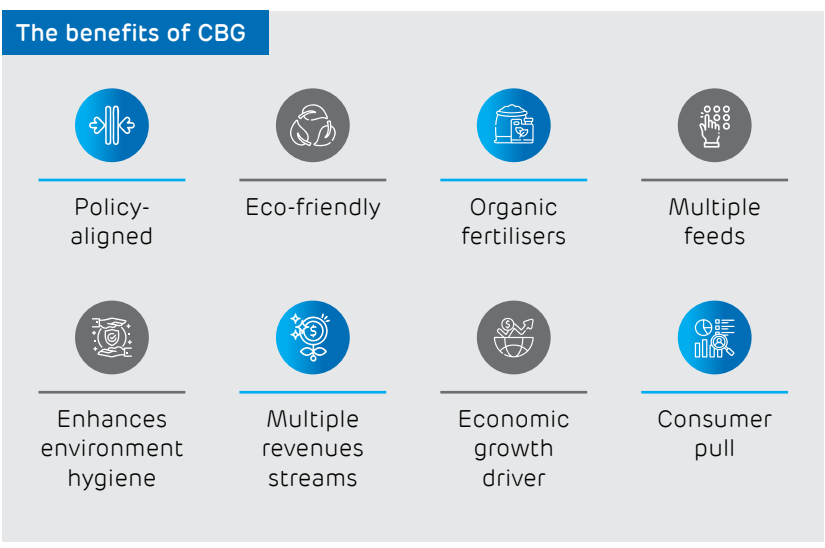 The benefits of CBG
Policy-
aligned
Eco-friendly
Organic
fertilisers
Multiple
feeds
Enhances
environment
hygiene
Multiple
revenues
streams
Economic
growth
driver
Consumer
pull